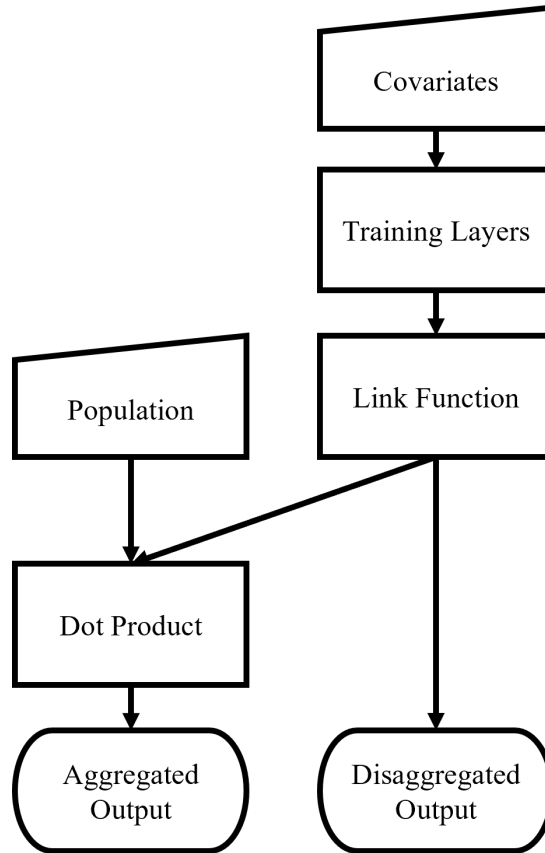 Covariates
Training Layers
Population
Link Function
Dot Product
Aggregated
Output
Disaggregated
Output